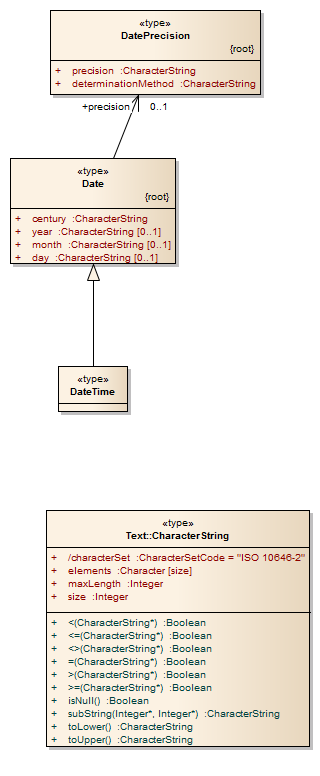 «type»
DatePrecision
{root}
+ precision :CharacterString
+ determinationMethod :CharacterString
+precision 0..1
«type»
Date
{root}
+ century :CharacterString
+ year :CharacterString [0..1]
+ month :CharacterString [0..1]
+ day :CharacterString [0..1]
«type»
DateTime
«type»
Text::CharacterString
+ /characterSet :CharacterSetCode = "ISO 10646-2"
+ elements :Character [size]
+ maxLength :Integer
+ size :Integer
+ <(CharacterString*) :Boolean
+ <=(CharacterString*) :Boolean
+ <>(CharacterString*) :Boolean
+ =(CharacterString*) :Boolean
+ >(CharacterString*) :Boolean
+ >=(CharacterString*) :Boolean
+ isNull() :Boolean
+ subString(Integer*, Integer*) :CharacterString
+ toLower() :CharacterString
+ toUpper() :CharacterString